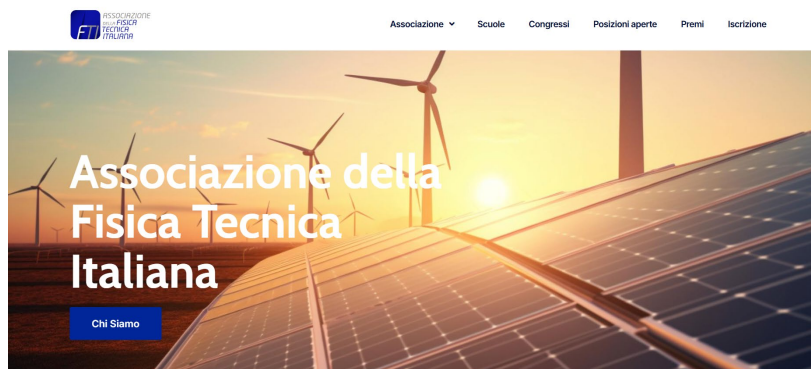 ASSOCIAZIONE
DELLA FISICA
TECNICA
ITALIANA
FTI
Associazione
Scuole
Congressi
Posizioni aperte
Premi
Iscrizione
Associazione della
Fisica Tecnica
Italiana
Chi Siamo